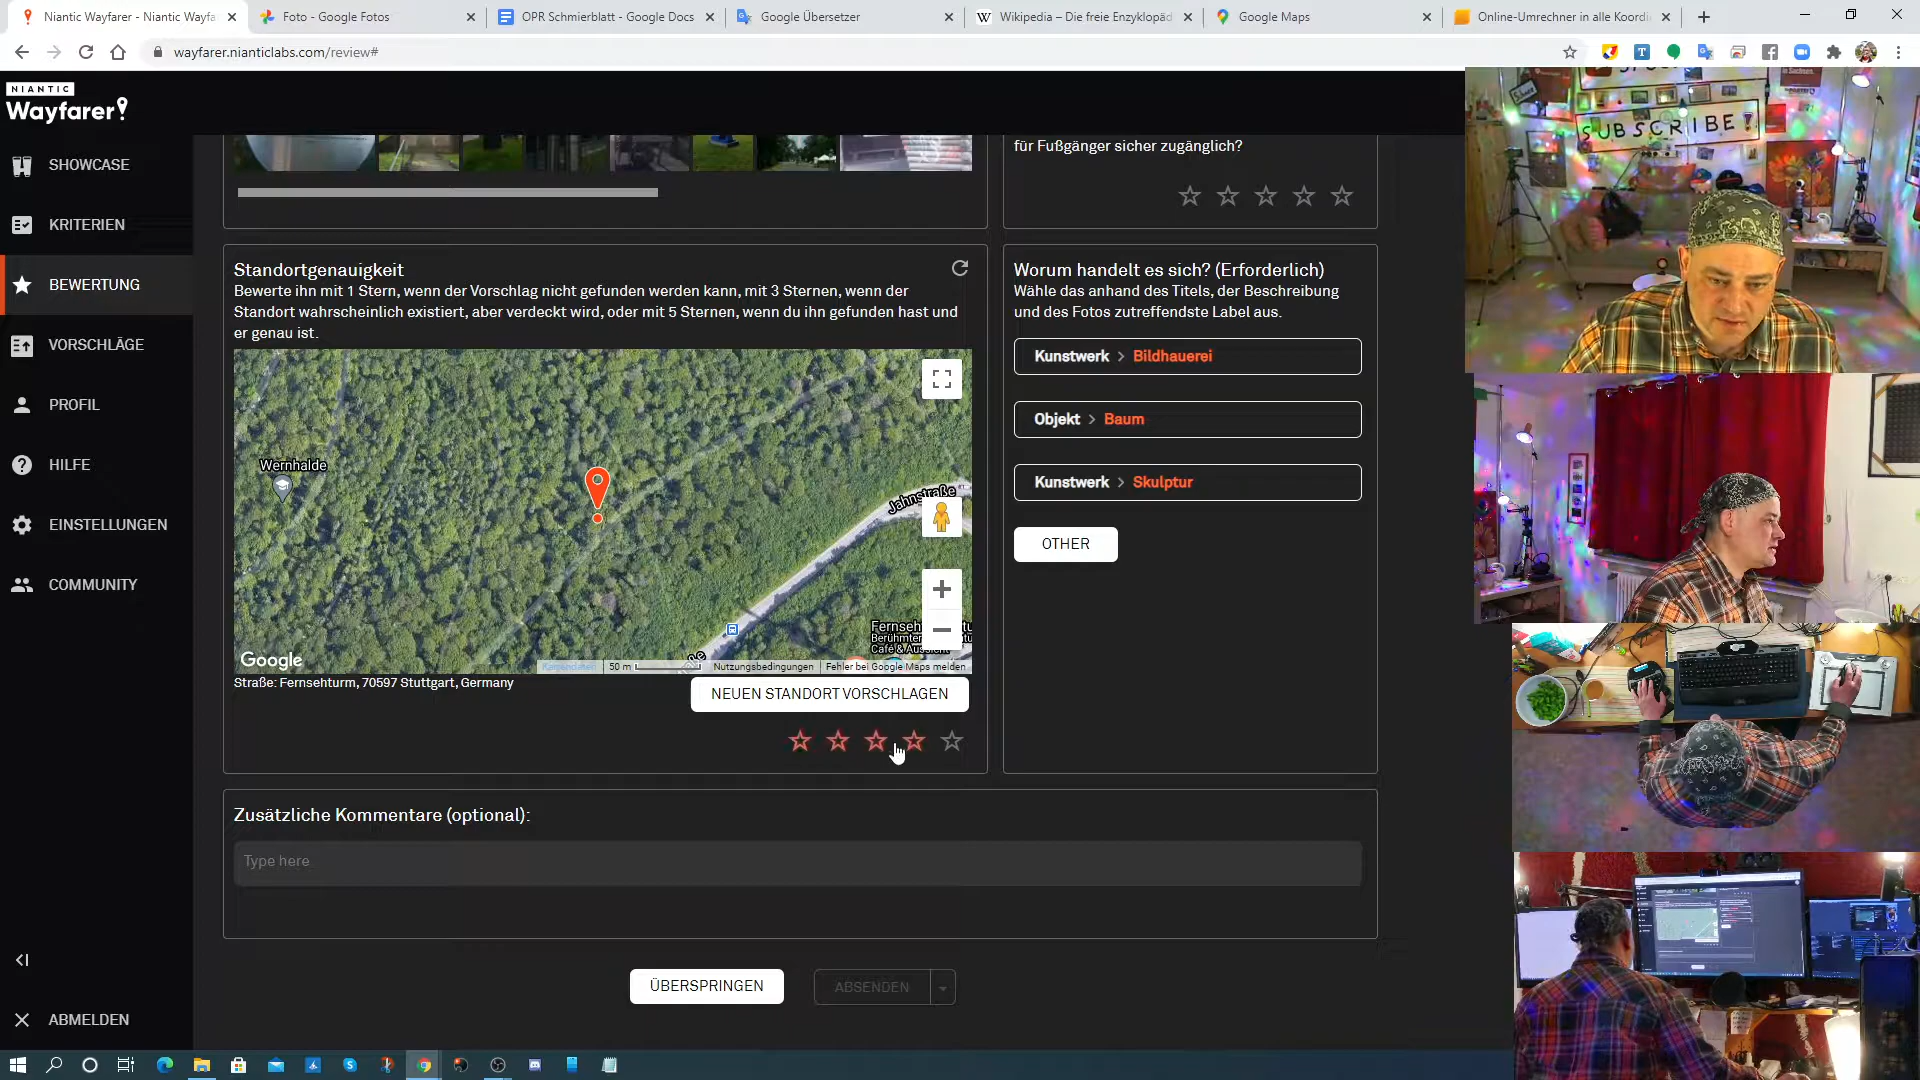 Niantic Wayfarer - Niantic Wayfa
Foto - Google Fotos
OPR Schmierblatt - Google Docs
Google Übersetzer
Wikipedia – Die freie Enzyklopäd
Google Maps
Online-Umrechner in alle Koordi
wayfarer.nianticlabs.com/review#
NIANTIC
Wayfarer
SHOWCASE
KRITERIEN
BEWERTUNG
VORSCHLÄGE
PROFIL
HILFE
EINSTELLUNGEN
COMMUNITY
ABMELDEN
für Fußgänger sicher zugänglich?
Standortgenauigkeit
Bewerte ihn mit 1 Stern, wenn der Vorschlag nicht gefunden werden kann, mit 3 Sternen, wenn der
Standort wahrscheinlich existiert, aber verdeckt wird, oder mit 5 Sternen, wenn du ihn gefunden hast und
er genau ist.
Wernhalde
Jahnstraße
Fernseh
Berühmter
Café & Aussicht
Google
Kartendaten
50 m
Nutzungsbedingungen
Fehler bei Google Maps melden
Straße: Fernsehturm, 70597 Stuttgart, Germany
NEUEN STANDORT VORSCHLAGEN
Worum handelt es sich? (Erforderlich)
Wähle das anhand des Titels, der Beschreibung
und des Fotos zutreffendste Label aus.
Kunstwerk > Bildhauerei
Objekt > Baum
Kunstwerk > Skulptur
OTHER
Zusätzliche Kommentare (optional):
Type here
ÜBERSPRINGEN
ABSENDEN
SUBSCRIBE!